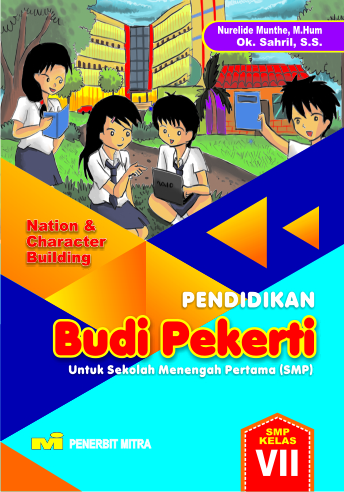 Nurelide Munthe, M.Hum
Ok. Sahril, S.S.
Nation &
Character
Building
PENDIDIKAN
Budi Pekerti
Untuk Sekolah Menengah Pertama (SMP)
PENERBIT MITRA
SMP
KELAS
VII